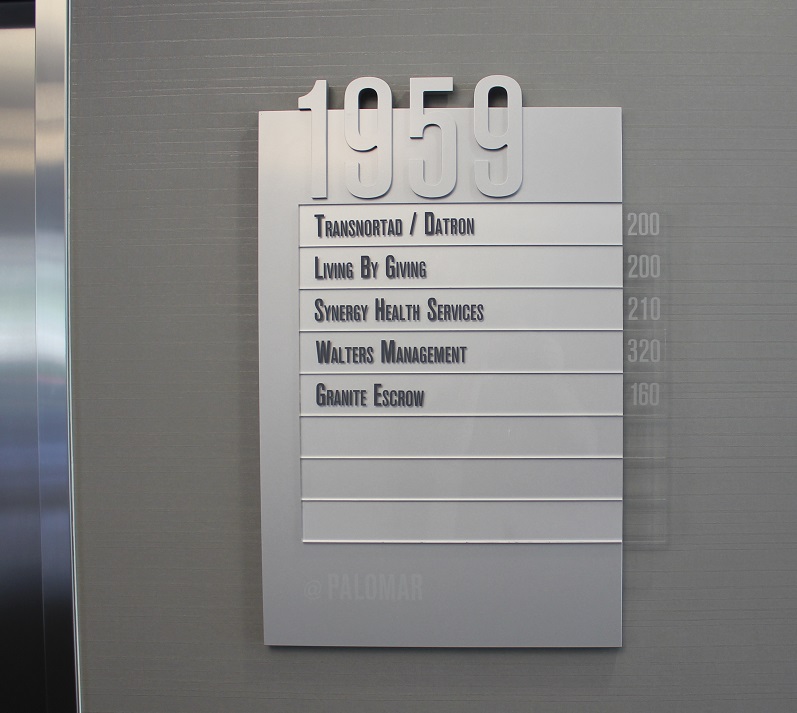 1959
Transnortad / Datron 200
Living By Giving 200
Synergy Health Services 210
Walters Management 320
Granite Escrow 160
@ PALOMAR